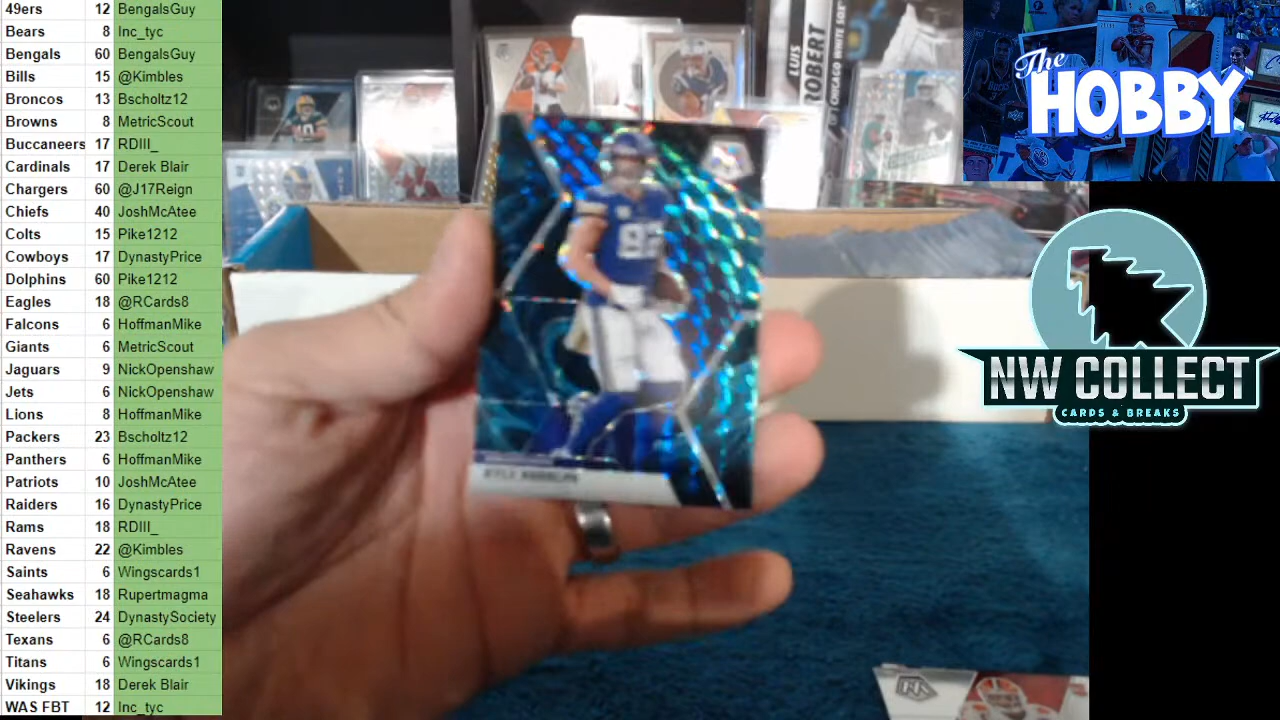 49ers 12 BengalsGuy
Bears 8 Inc_tyc
Bengals 60 BengalsGuy
Bills 15 @Kimbles
Broncos 13 Bscholtz12
Browns 8 MetricScout
Buccaneers 17 RDIII_
Cardinals 17 Derek Blair
Chargers 60 @J17Reign
Chiefs 40 JoshMcAtee
Colts 15 Pike1212
Cowboys 17 DynastyPrice
Dolphins 60 Pike1212
Eagles 18 @RCards8
Falcons 6 HoffmanMike
Giants 6 MetricScout
Jaguars 9 NickOpenshaw
Jets 6 NickOpenshaw
Lions 8 HoffmanMike
Packers 23 Bscholtz12
Panthers 6 HoffmanMike
Patriots 10 JoshMcAtee
Raiders 16 DynastyPrice
Rams 18 RDIII_
Ravens 22 @Kimbles
Saints 6 Wingscards1
Seahawks 18 Rupertmagma
Steelers 24 DynastySociety
Texans 6 @RCards8
Titans 6 Wingscards1
Vikings 18 Derek Blair
WAS FBT 12 Inc_tyc
LUIS
ROBERT
CHICAGO WHITE SOX
The
HOBBY
NW COLLECT
CARDS & BREAKS